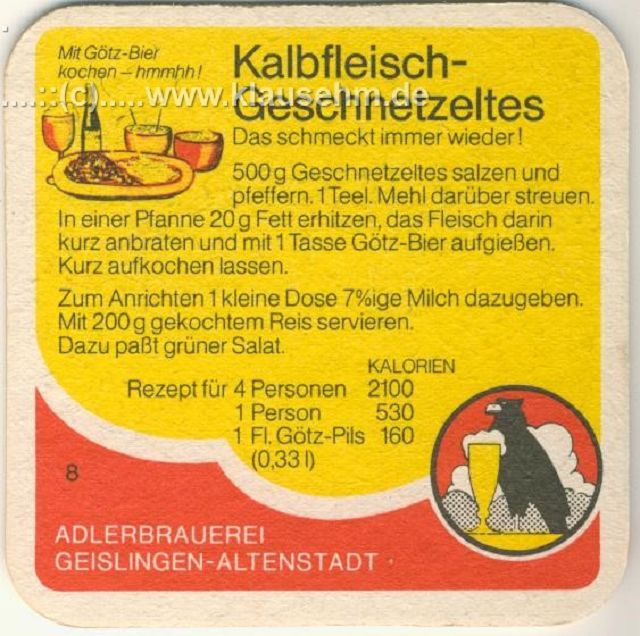 Mit Götz-Bier
kochen – hmmhh!
Kalbfleisch-
Geschnetzeltes
....::(c).....www.klausehm.de
Das schmeckt immer wieder!
500g Geschnetzeltes salzen und
pfeffern. 1 Teel. Mehl darüber streuen.
In einer Pfanne 20 g Fett erhitzen, das Fleisch darin
kurz anbraten und mit 1 Tasse Götz-Bier aufgießen.
Kurz aufkochen lassen.
Zum Anrichten 1 kleine Dose 7%ige Milch dazugeben.
Mit 200 g gekochtem Reis servieren.
Dazu paßt grüner Salat.
KALORIEN
Rezept für 4 Personen 2100
1 Person 530
1 Fl. Götz-Pils 160
(0,33 l)
8
ADLERBRAUEREI
GEISLINGEN-ALTENSTADT